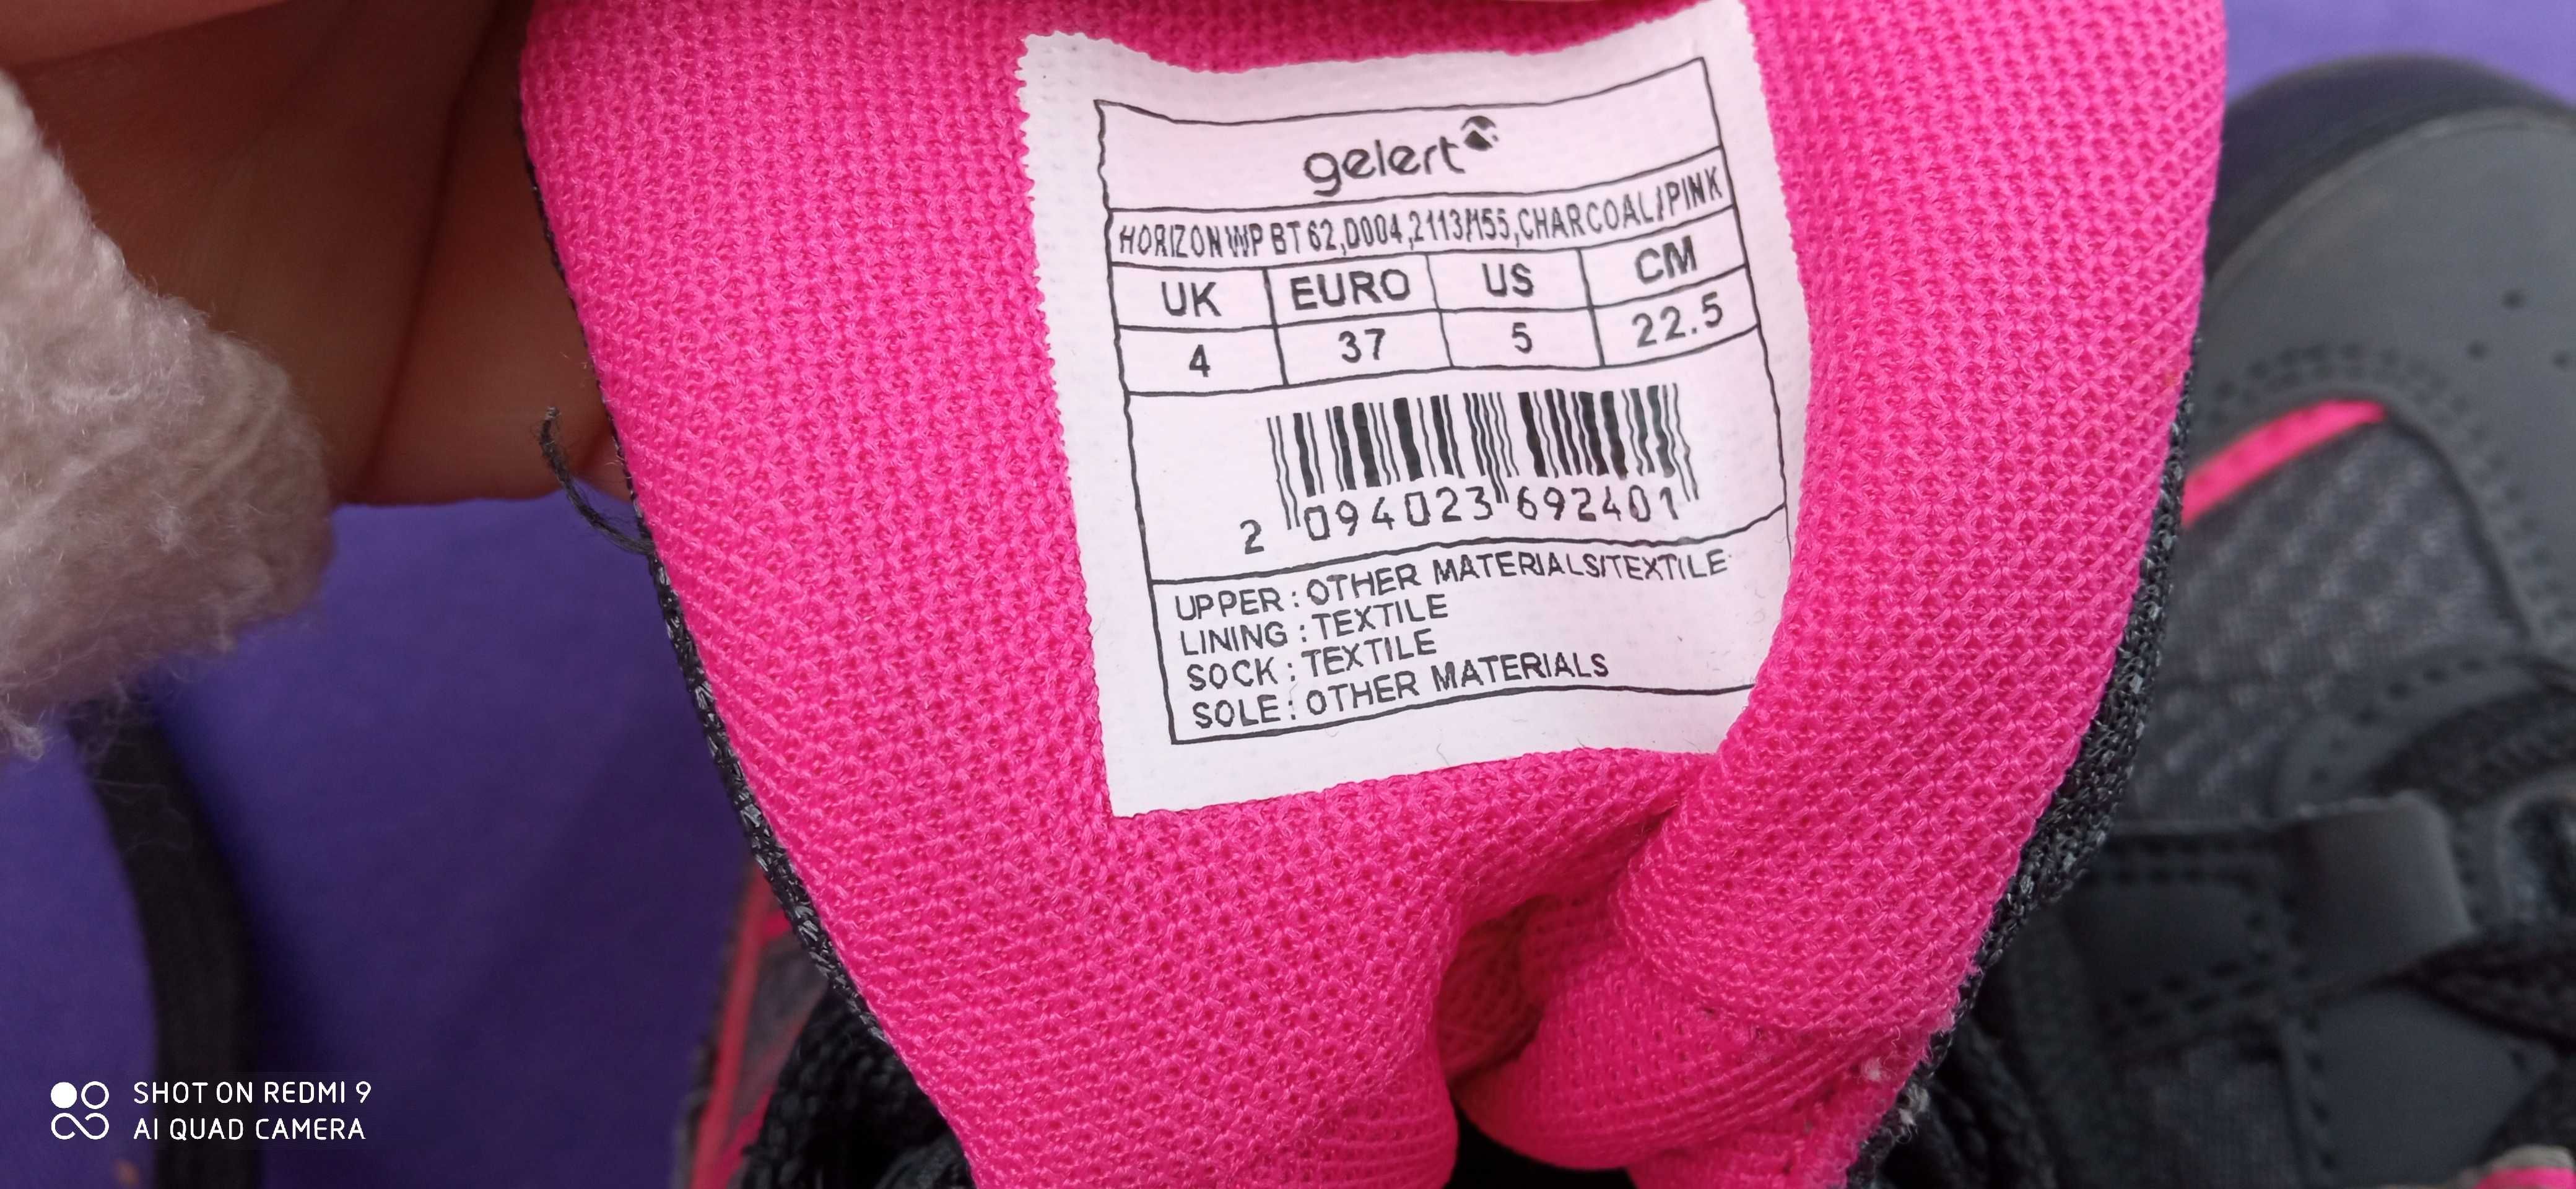 gelert
HORIZON WP BT 62,D004,2113/155,CHARCOAL/PINK
UK EURO US CM
4 37 5 22.5
2 094023 692401
UPPER : OTHER MATERIALS/TEXTILE
LINING : TEXTILE
SOCK : TEXTILE
SOLE : OTHER MATERIALS
SHOT ON REDMI 9
AI QUAD CAMERA